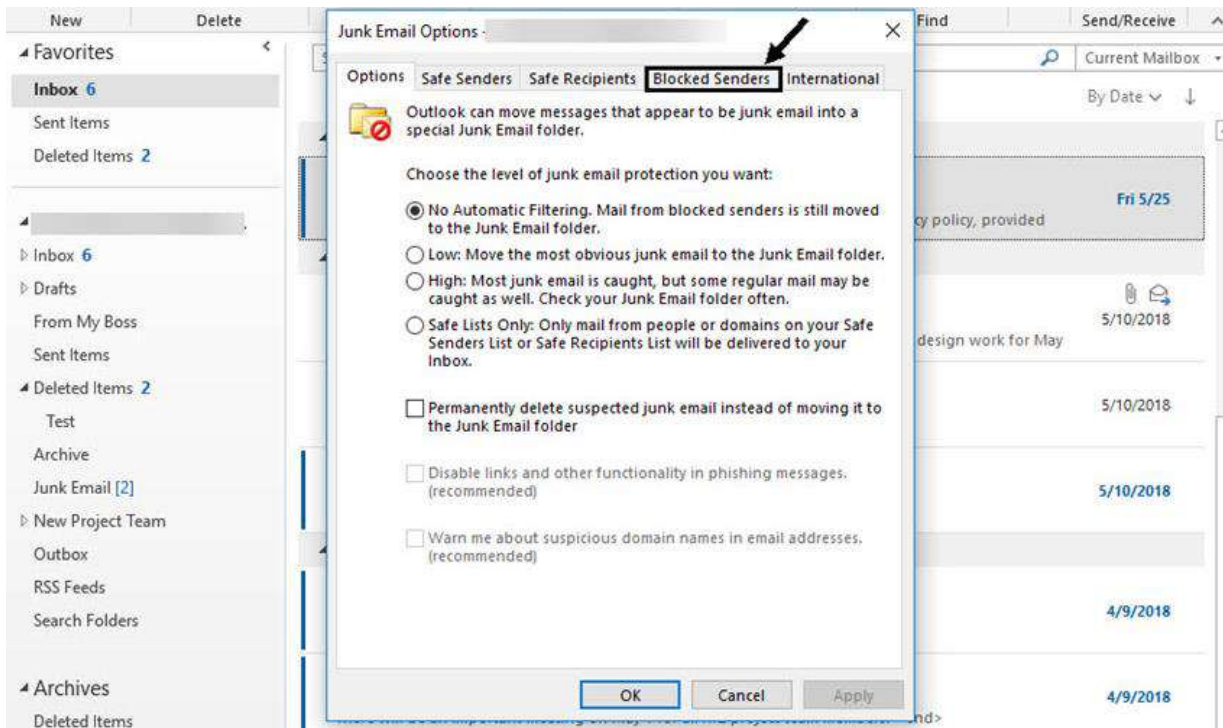 New Delete Find Send/Receive
Favorites
Inbox 6
Sent Items
Deleted Items 2
Inbox 6
Drafts
From My Boss
Sent Items
Deleted Items 2
Test
Archive
Junk Email [2]
New Project Team
Outbox
RSS Feeds
Search Folders
Archives
Deleted Items
Junk Email Options -
Options Safe Senders Safe Recipients Blocked Senders International
Outlook can move messages that appear to be junk email into a
special Junk Email folder.
Choose the level of junk email protection you want:
No Automatic Filtering. Mail from blocked senders is still moved
to the Junk Email folder.
Low: Move the most obvious junk email to the Junk Email folder.
High: Most junk email is caught, but some regular mail may be
caught as well. Check your Junk Email folder often.
Safe Lists Only: Only mail from people or domains on your Safe
Senders List or Safe Recipients List will be delivered to your
Inbox.
Permanently delete suspected junk email instead of moving it to
the Junk Email folder
Disable links and other functionality in phishing messages.
(recommended)
Warn me about suspicious domain names in email addresses.
(recommended)
OK Cancel Apply
Current Mailbox
By Date
Fri 5/25
cy policy, provided
5/10/2018
design work for May
5/10/2018
5/10/2018
4/9/2018
4/9/2018